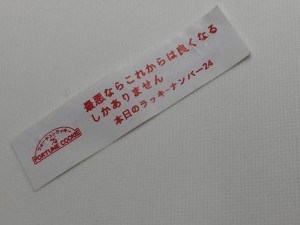 最悪ならこれからは良くなる
しかありません
本日のラッキーナンバー24
FORTUNE COOKIE